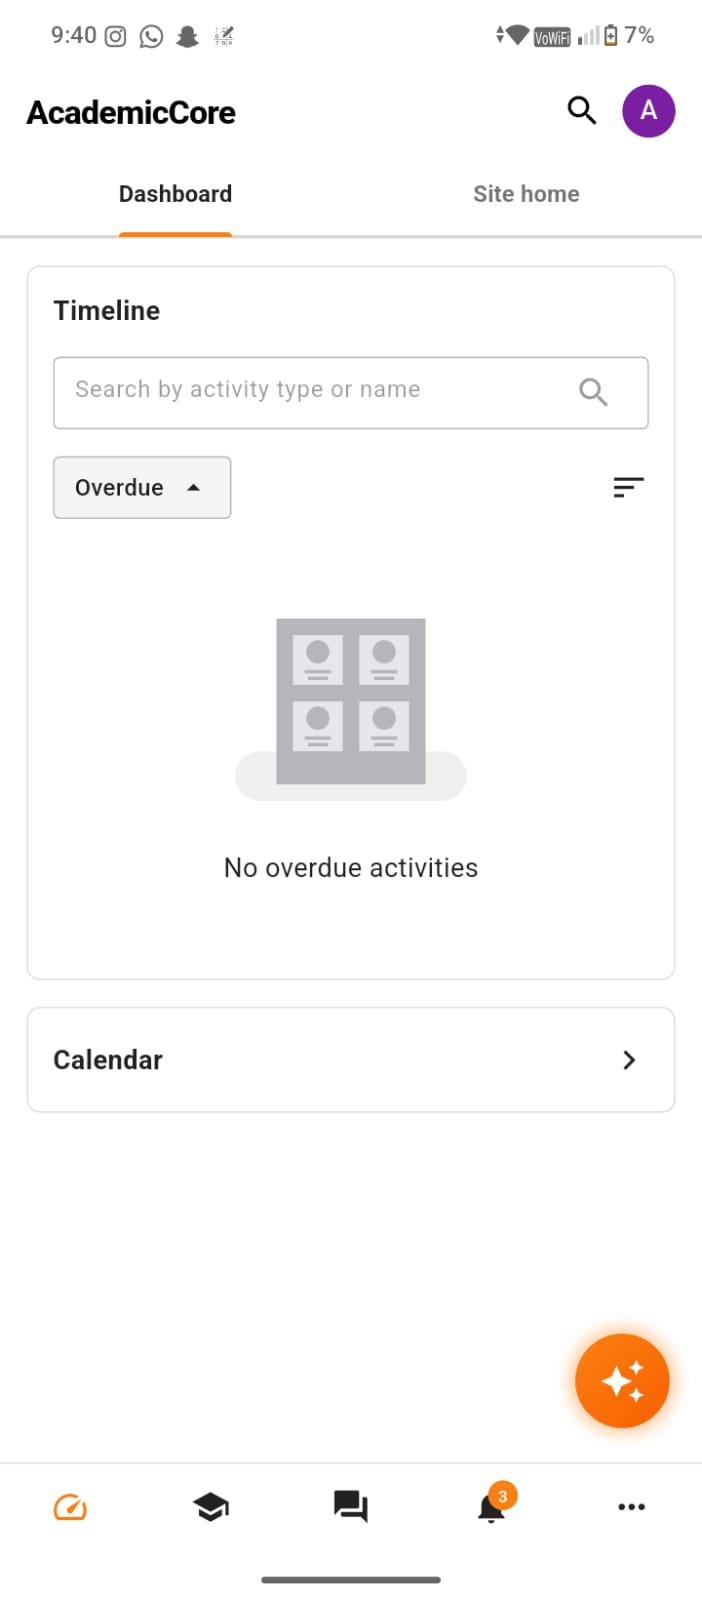 9:40
VoWiFi
7%
AcademicCore
A
Dashboard
Site home
Timeline
Search by activity type or name
Overdue
No overdue activities
Calendar
3